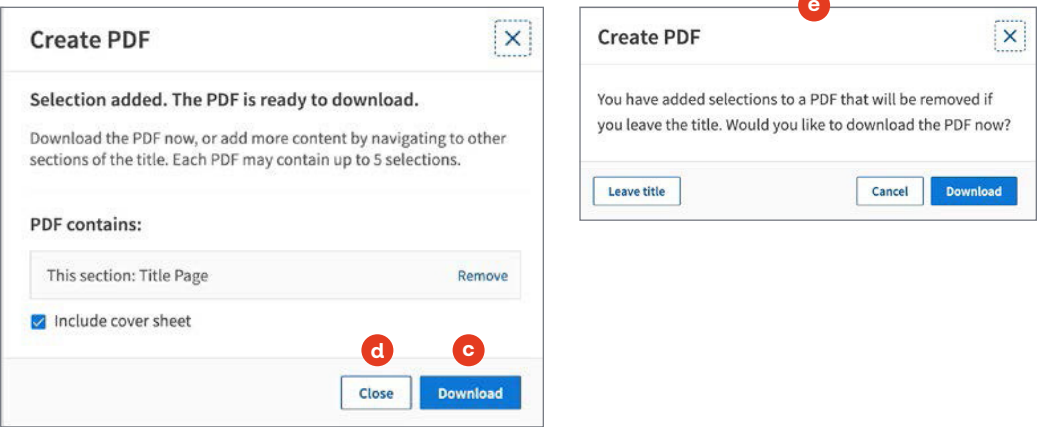 Create PDF
Selection added. The PDF is ready to download.
Download the PDF now, or add more content by navigating to other
sections of the title. Each PDF may contain up to 5 selections.
PDF contains:
This section: Title Page
Remove
Include cover sheet
d
c
Close
Download
e
Create PDF
You have added selections to a PDF that will be removed if
you leave the title. Would you like to download the PDF now?
Leave title
Cancel
Download